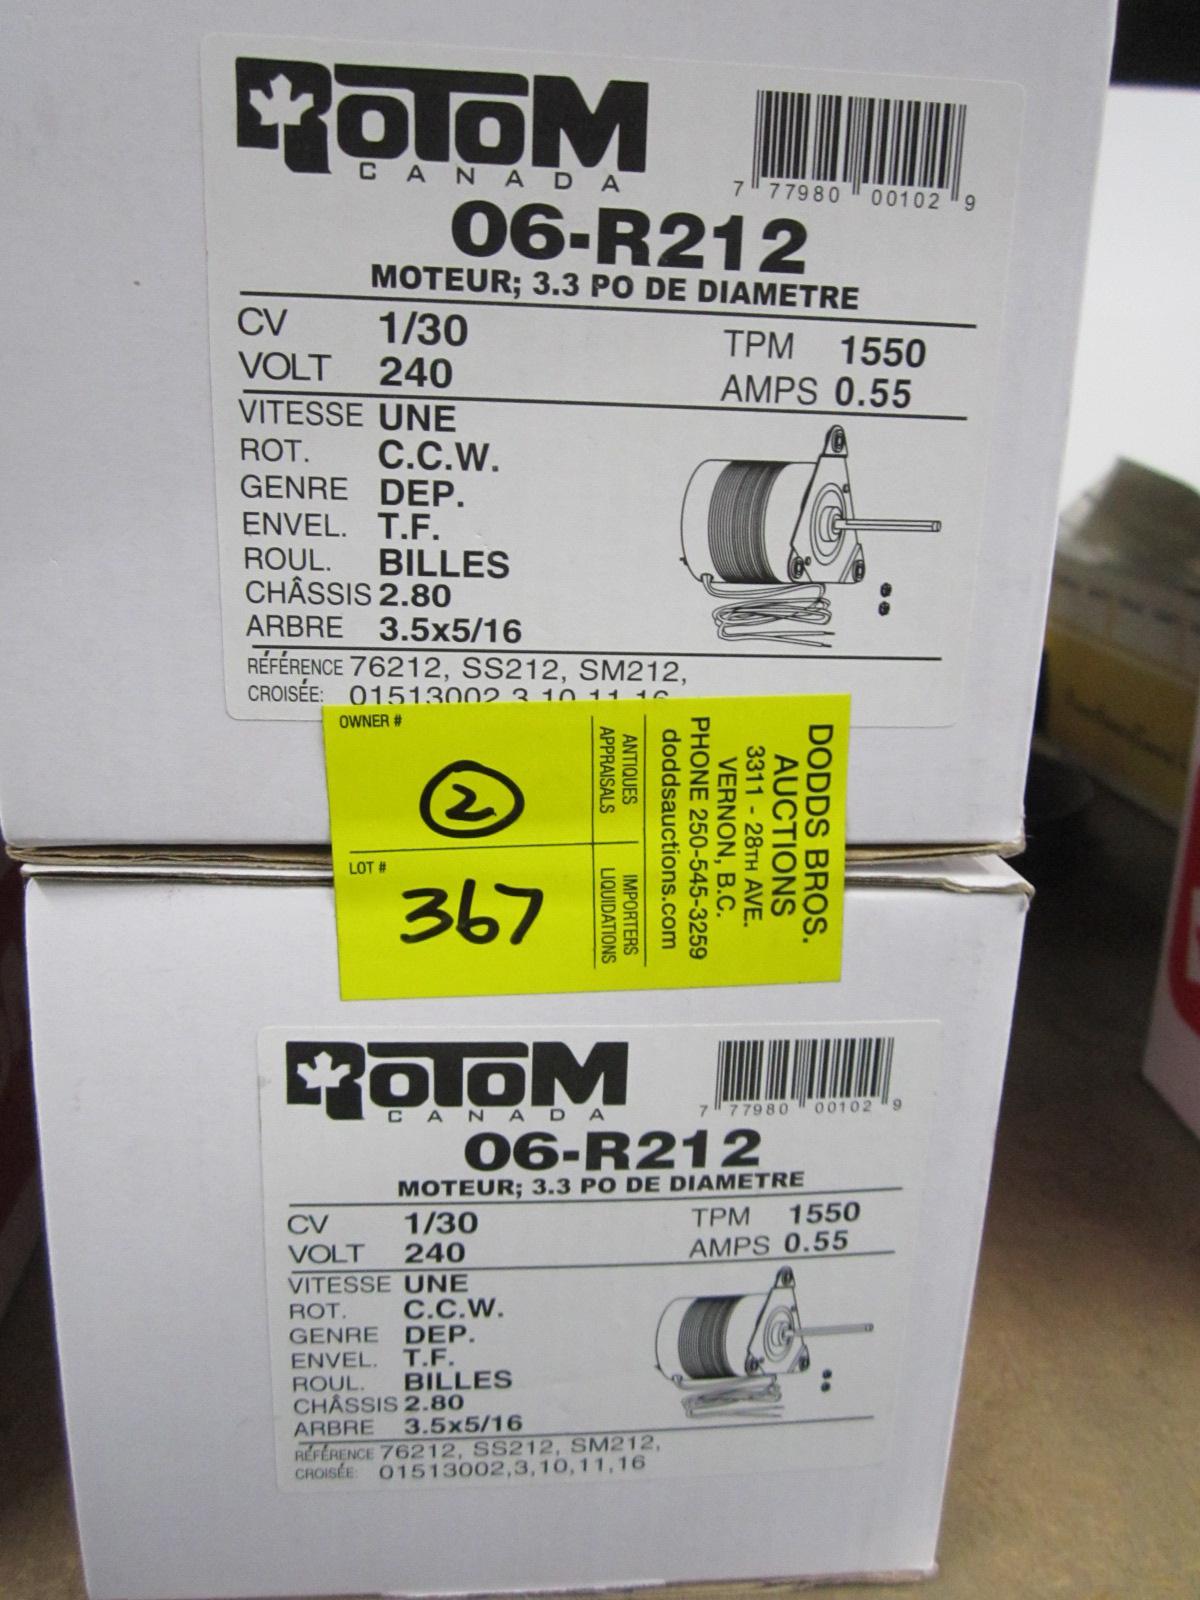 ROTOM
CANADA
7 77980 00102 9
06-R212
MOTEUR; 3.3 PO DE DIAMETRE
CV 1/30 TPM 1550
VOLT 240 AMPS 0.55
VITESSE UNE
ROT. C.C.W.
GENRE DEP.
ENVEL. T.F.
ROUL. BILLES
CHÂSSIS 2.80
ARBRE 3.5x5/16
RÉFÉRENCE 76212, SS212, SM212,
CROISÉE: 01513002,3,10,11,16
OWNER #
2
LOT #
367
ANTIQUES
APPRAISALS
IMPORTERS
LIQUIDATIONS
DODDS BROS.
AUCTIONS
3311 - 28TH AVE.
VERNON, B.C.
PHONE 250-545-3259
doddsauctions.com
ROTOM
CANADA
7 77980 00102 9
06-R212
MOTEUR; 3.3 PO DE DIAMETRE
CV 1/30 TPM 1550
VOLT 240 AMPS 0.55
VITESSE UNE
ROT. C.C.W.
GENRE DEP.
ENVEL. T.F.
ROUL. BILLES
CHÂSSIS 2.80
ARBRE 3.5x5/16
RÉFÉRENCE 76212, SS212, SM212,
CROISÉE: 01513002,3,10,11,16